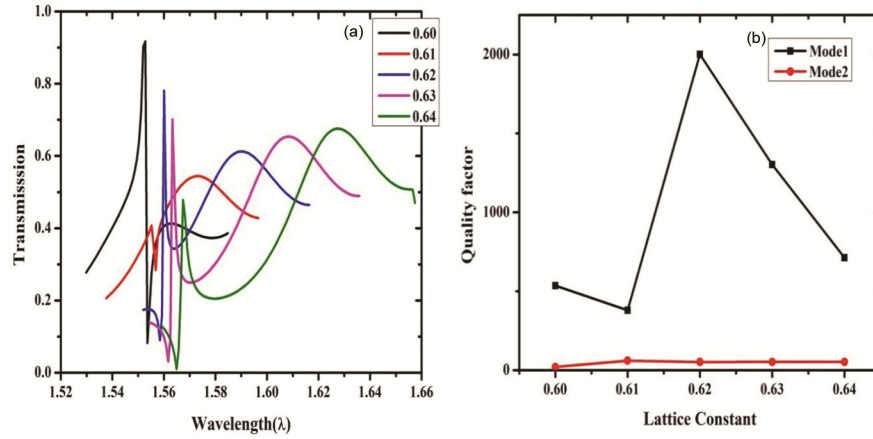 (a)
0.60
0.61
0.62
0.63
0.64
Transmisssion
1.0
0.8
0.6
0.4
0.2
0.0
1.52 1.54 1.56 1.58 1.60 1.62 1.64 1.66
Wavelength(λ)
(b)
Mode1
Mode2
Quality factor
2000
1000
0
0.60 0.61 0.62 0.63 0.64
Lattice Constant